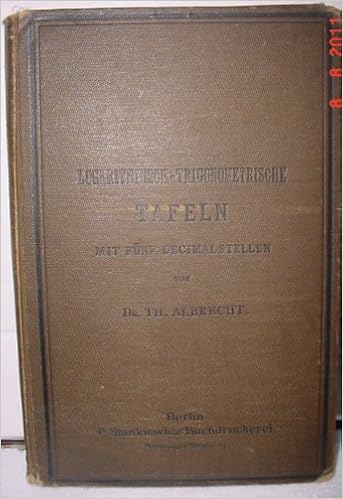 LOGARITHMISCH-TRIGONOMETRISCHE
TAFELN
MIT FÜNF DECIMALSTELLEN
VON
DR. TH. ALBRECHT.
Berlin
P. Stankiewicz Buchdruckerei
8 8 2011